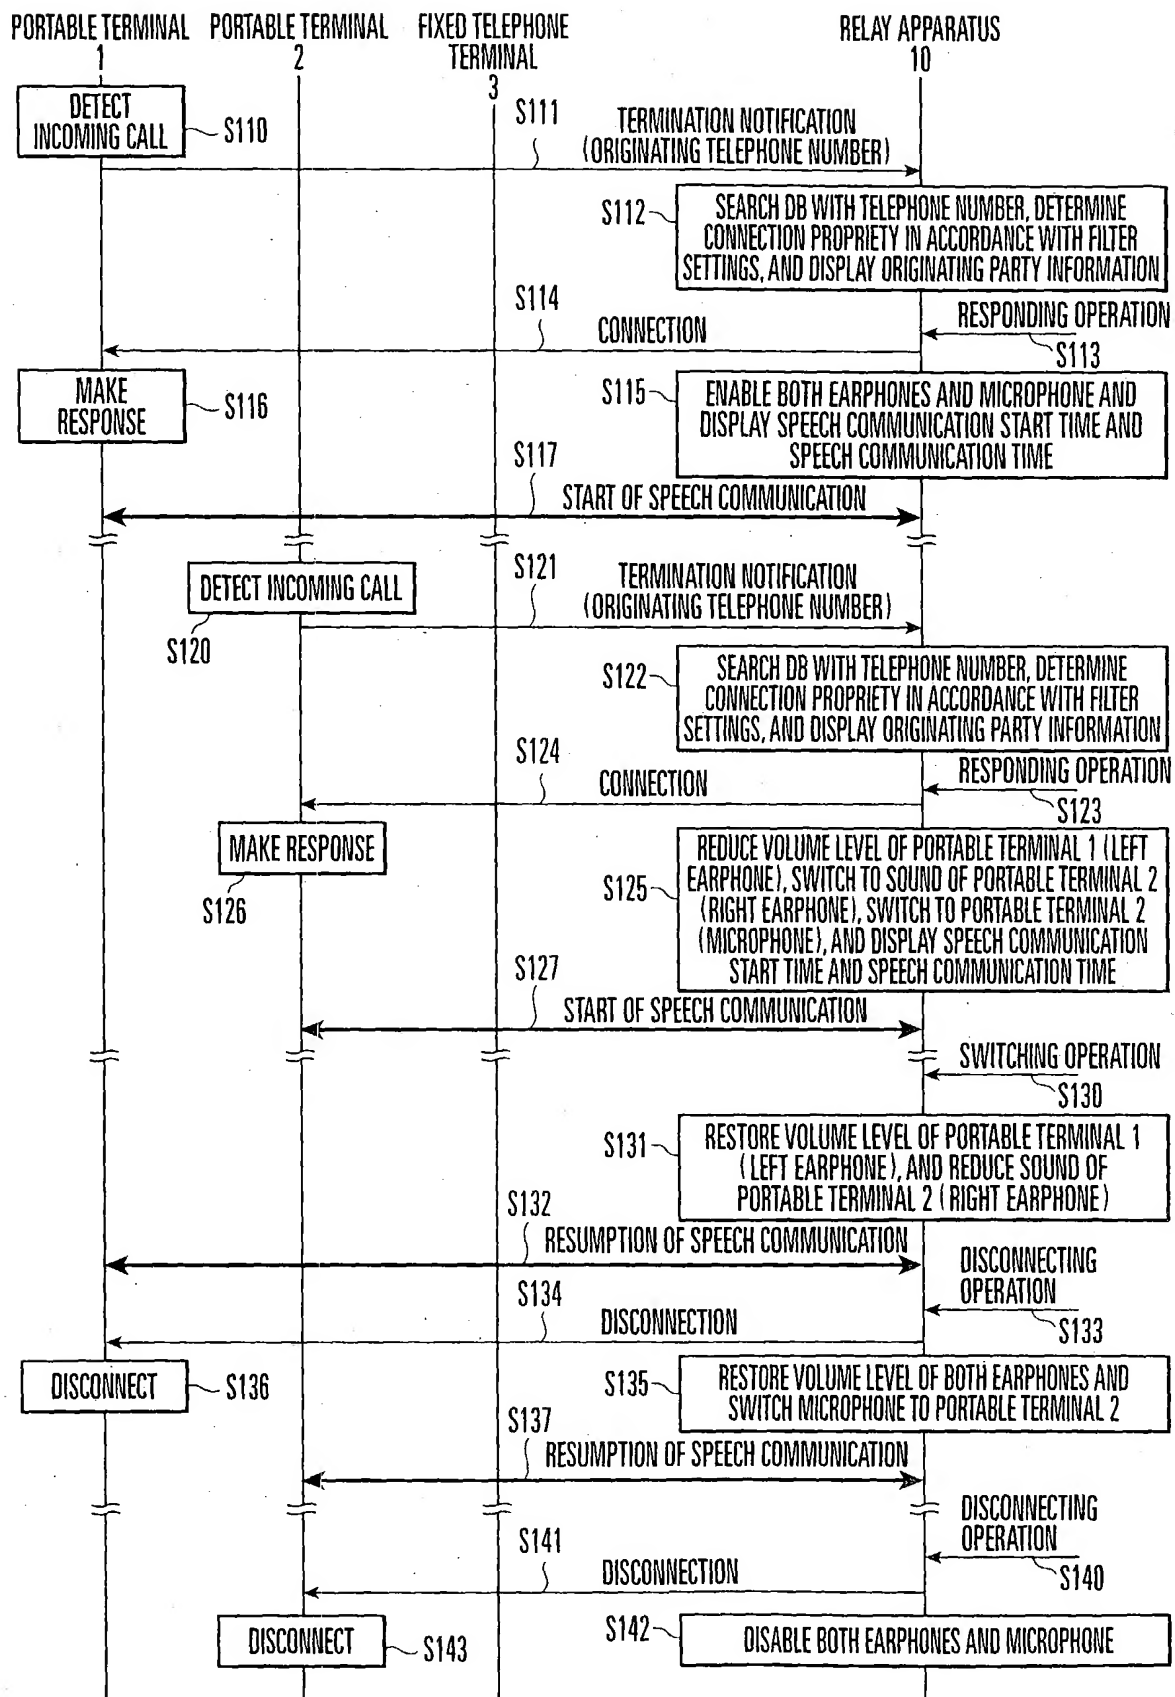 PORTABLE TERMINAL
1
PORTABLE TERMINAL
2
FIXED TELEPHONE
TERMINAL
3
RELAY APPARATUS
10
DETECT
INCOMING CALL
S110
S111
TERMINATION NOTIFICATION
(ORIGINATING TELEPHONE NUMBER)
S112
SEARCH DB WITH TELEPHONE NUMBER, DETERMINE
CONNECTION PROPRIETY IN ACCORDANCE WITH FILTER
SETTINGS, AND DISPLAY ORIGINATING PARTY INFORMATION
S114
CONNECTION
RESPONDING OPERATION
S113
MAKE
RESPONSE
S116
S115
ENABLE BOTH EARPHONES AND MICROPHONE AND
DISPLAY SPEECH COMMUNICATION START TIME AND
SPEECH COMMUNICATION TIME
S117
START OF SPEECH COMMUNICATION
DETECT INCOMING CALL
S120
S121
TERMINATION NOTIFICATION
(ORIGINATING TELEPHONE NUMBER)
S122
SEARCH DB WITH TELEPHONE NUMBER, DETERMINE
CONNECTION PROPRIETY IN ACCORDANCE WITH FILTER
SETTINGS, AND DISPLAY ORIGINATING PARTY INFORMATION
S124
CONNECTION
RESPONDING OPERATION
S123
MAKE RESPONSE
S126
S125
REDUCE VOLUME LEVEL OF PORTABLE TERMINAL 1 (LEFT
EARPHONE), SWITCH TO SOUND OF PORTABLE TERMINAL 2
(RIGHT EARPHONE), SWITCH TO PORTABLE TERMINAL 2
(MICROPHONE), AND DISPLAY SPEECH COMMUNICATION
START TIME AND SPEECH COMMUNICATION TIME
S127
START OF SPEECH COMMUNICATION
SWITCHING OPERATION
S130
S131
RESTORE VOLUME LEVEL OF PORTABLE TERMINAL 1
(LEFT EARPHONE), AND REDUCE SOUND OF
PORTABLE TERMINAL 2 (RIGHT EARPHONE)
S132
RESUMPTION OF SPEECH COMMUNICATION
DISCONNECTING
OPERATION
S133
S134
DISCONNECTION
DISCONNECT
S136
S135
RESTORE VOLUME LEVEL OF BOTH EARPHONES AND
SWITCH MICROPHONE TO PORTABLE TERMINAL 2
S137
RESUMPTION OF SPEECH COMMUNICATION
DISCONNECTING
OPERATION
S140
S141
DISCONNECTION
DISCONNECT
S143
S142
DISABLE BOTH EARPHONES AND MICROPHONE